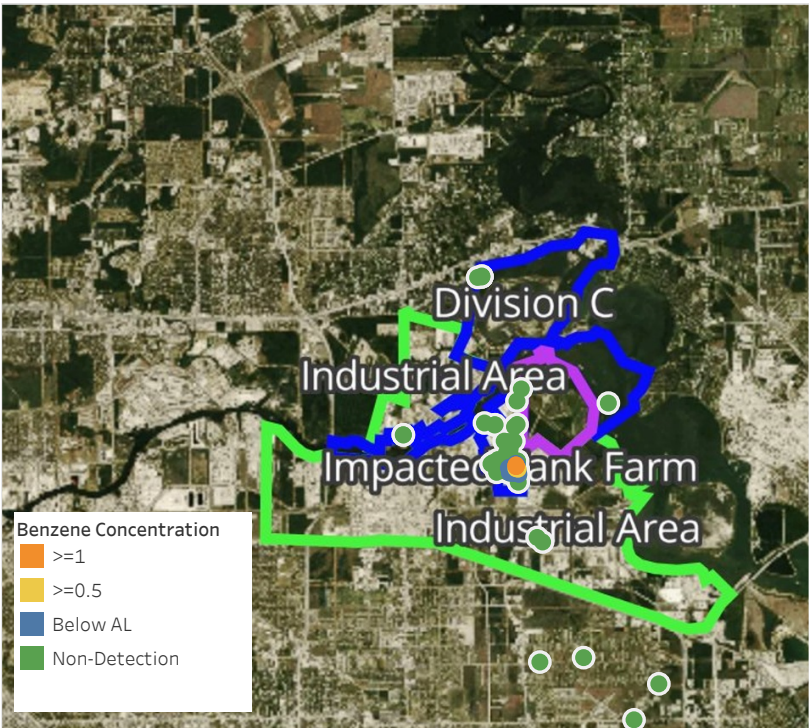 Division C
Industrial Area
Impacted Tank Farm
Industrial Area
Benzene Concentration
>=1
>=0.5
Below AL
Non-Detection